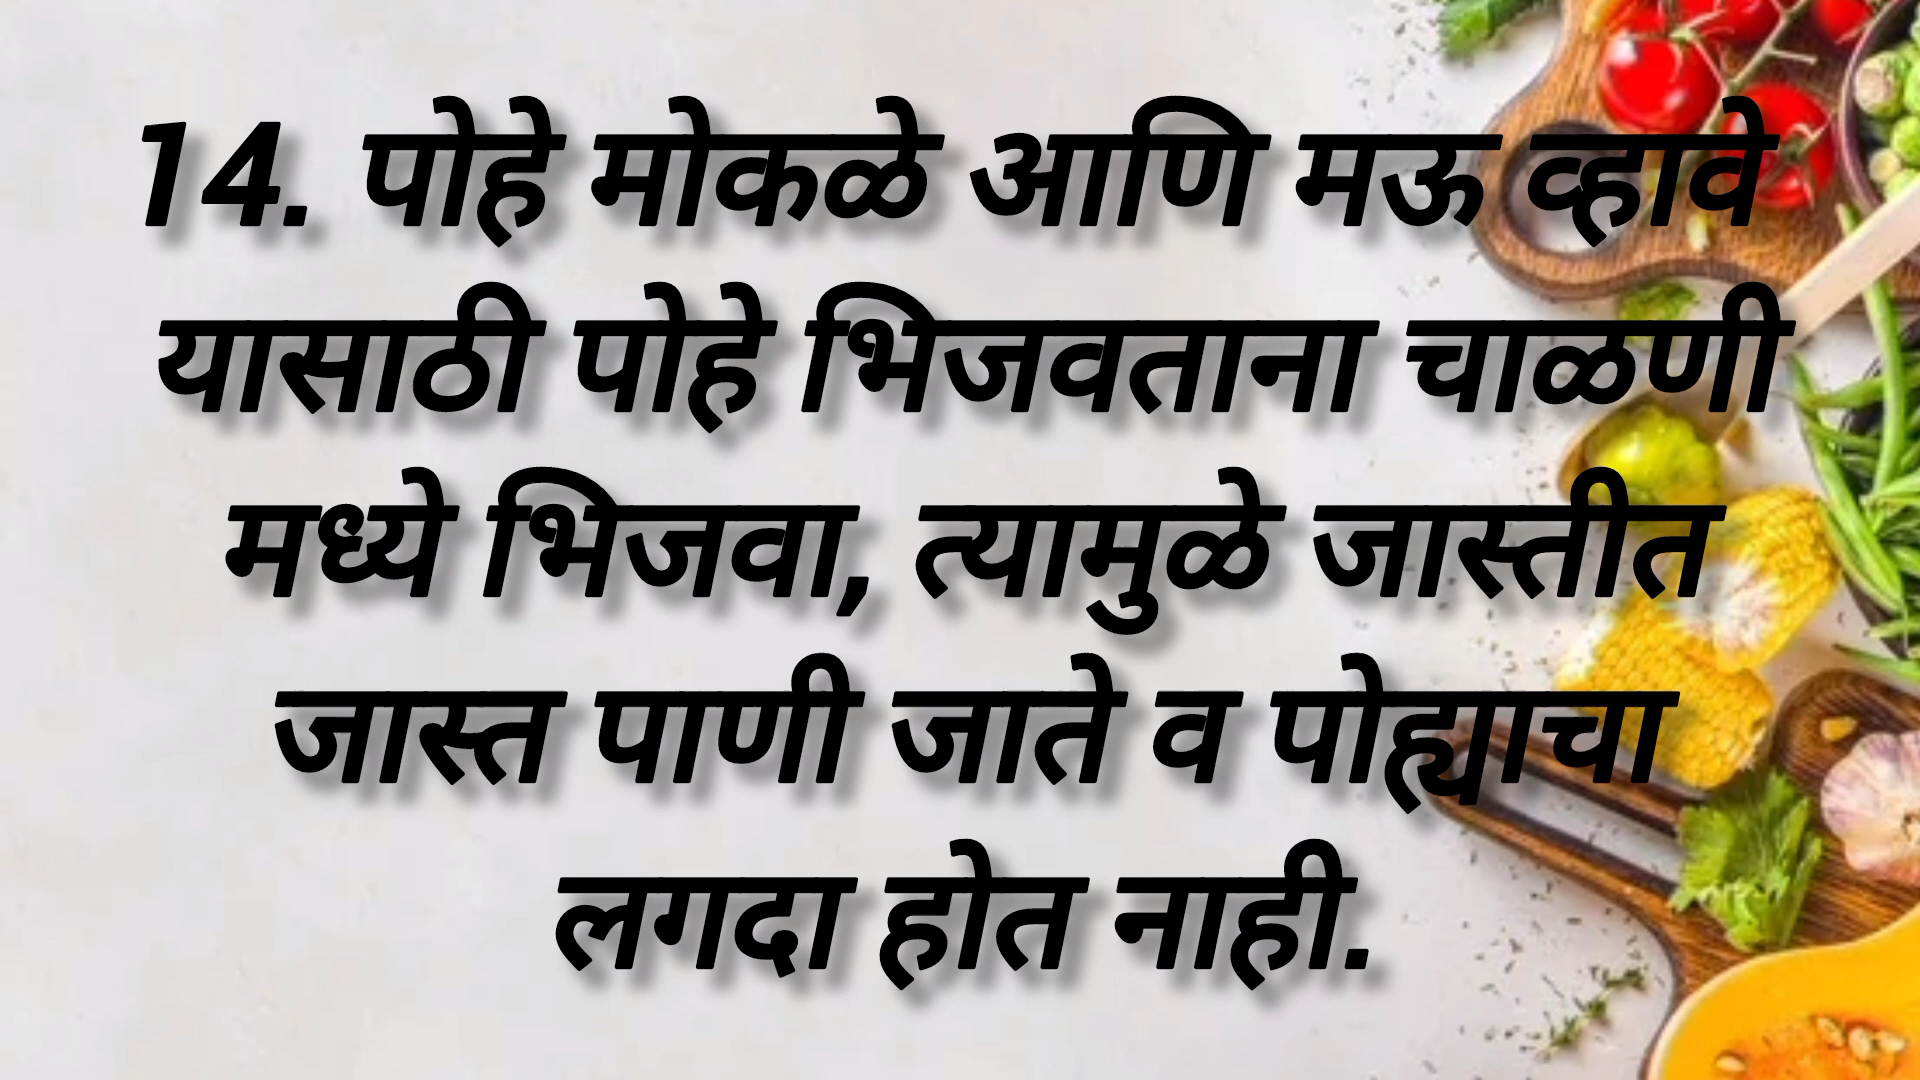 14. पोहे मोकळे आणि मऊ व्हावे
यासाठी पोहे भिजवताना चाळणी
मध्ये भिजवा, त्यामुळे जास्तीत
जास्त पाणी जाते व पोह्याचा
लगदा होत नाही.